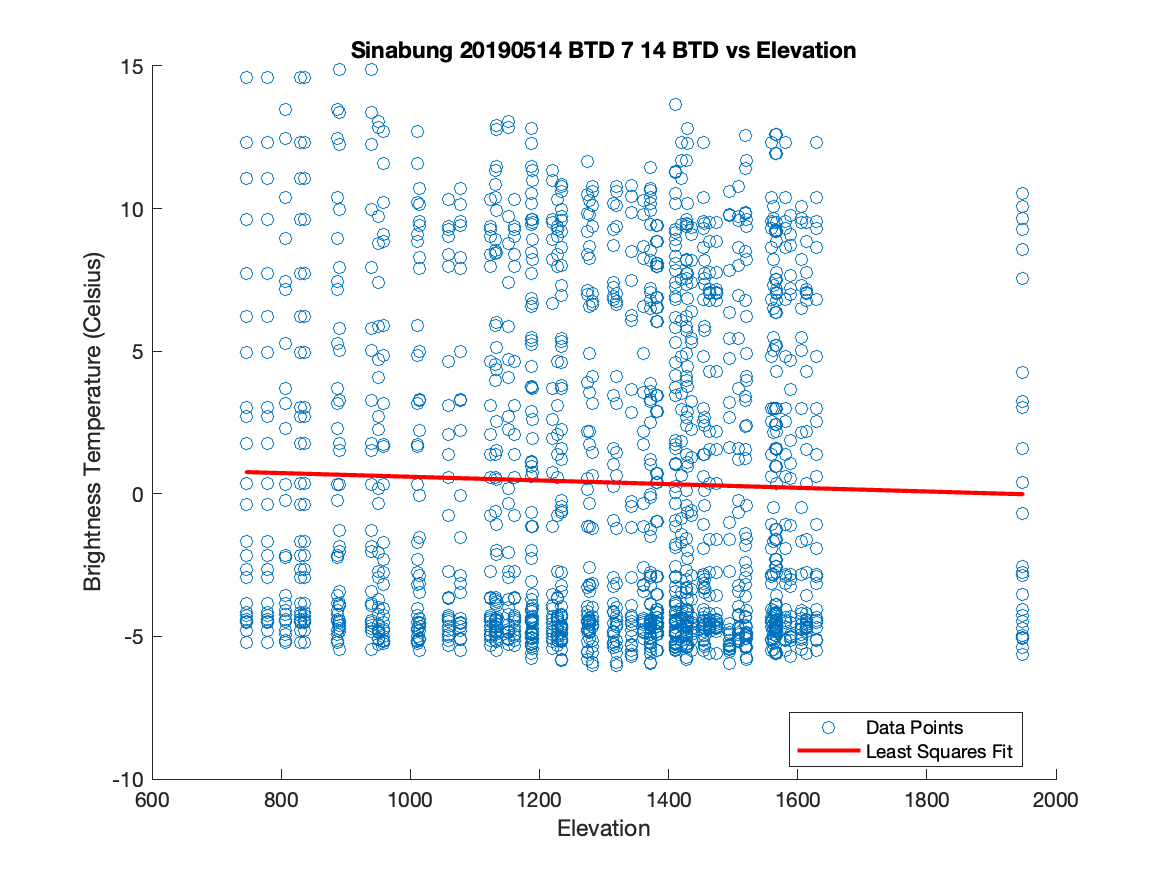 Sinabung 20190514 BTD 7 14 BTD vs Elevation
15
10
5
0
-5
-10
Brightness Temperature (Celsius)
Data Points
Least Squares Fit
600 800 1000 1200 1400 1600 1800 2000
Elevation